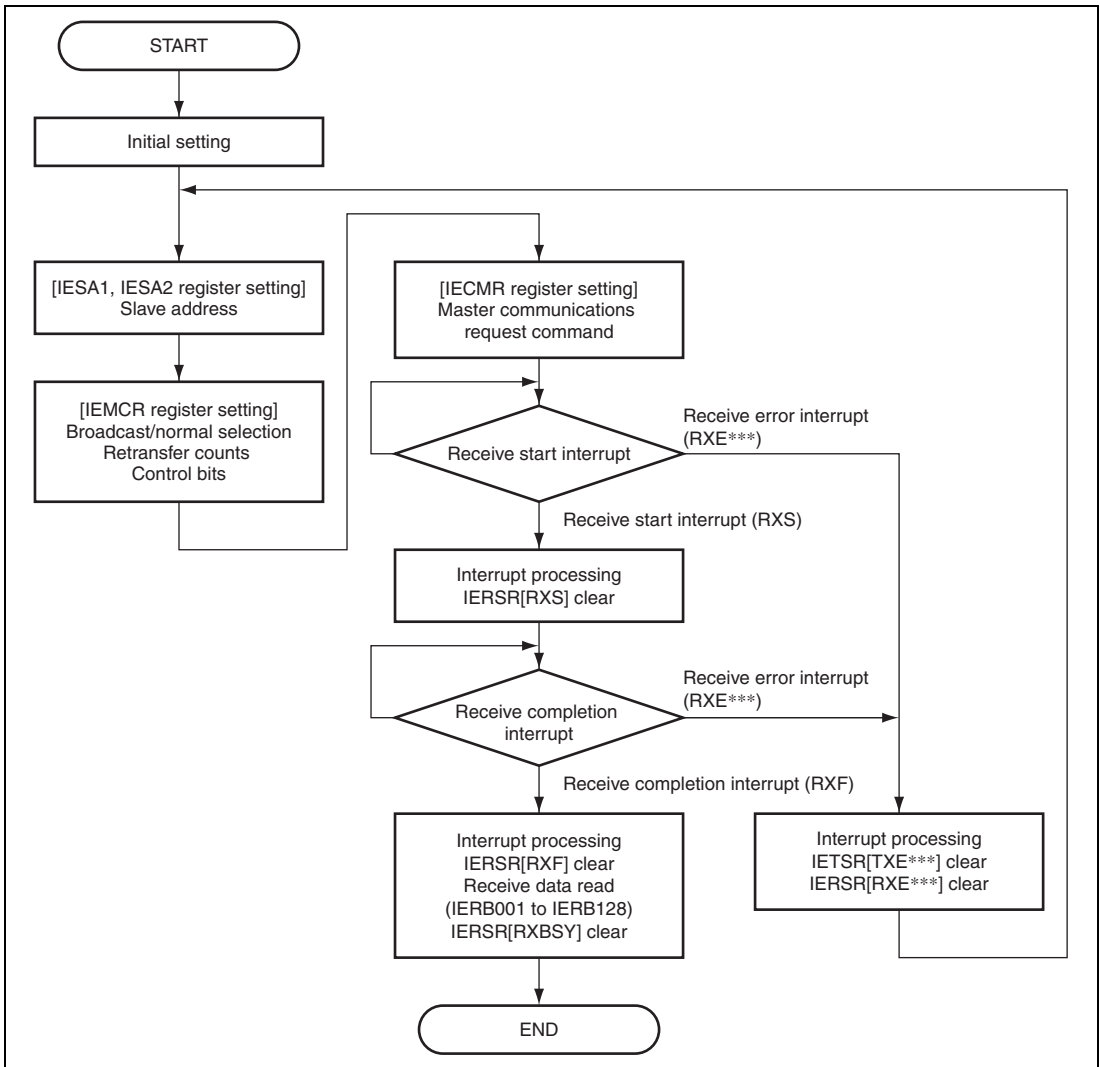 START
Initial setting
[IESA1, IESA2 register setting]
Slave address
[IEMCR register setting]
Broadcast/normal selection
Retransfer counts
Control bits
[IECMR register setting]
Master communications
request command
Receive start interrupt
Receive error interrupt
(RXE***)
Receive start interrupt (RXS)
Interrupt processing
IERSR[RXS] clear
Receive completion
interrupt
Receive error interrupt
(RXE***)
Receive completion interrupt (RXF)
Interrupt processing
IERSR[RXF] clear
Receive data read
(IERB001 to IERB128)
IERSR[RXBSY] clear
Interrupt processing
IETSR[TXE***] clear
IERSR[RXE***] clear
END